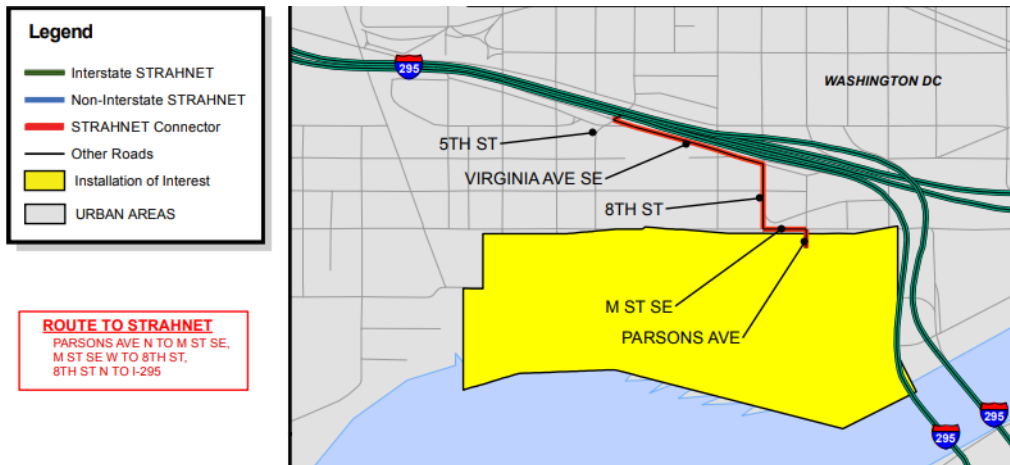 Legend
Interstate STRAHNET
Non-Interstate STRAHNET
STRAHNET Connector
Other Roads
Installation of Interest
URBAN AREAS
ROUTE TO STRAHNET
PARSONS AVE N TO M ST SE,
M ST SE W TO 8TH ST,
8TH ST N TO I-295
295
WASHINGTON DC
5TH ST
VIRGINIA AVE SE
8TH ST
M ST SE
PARSONS AVE
295
295